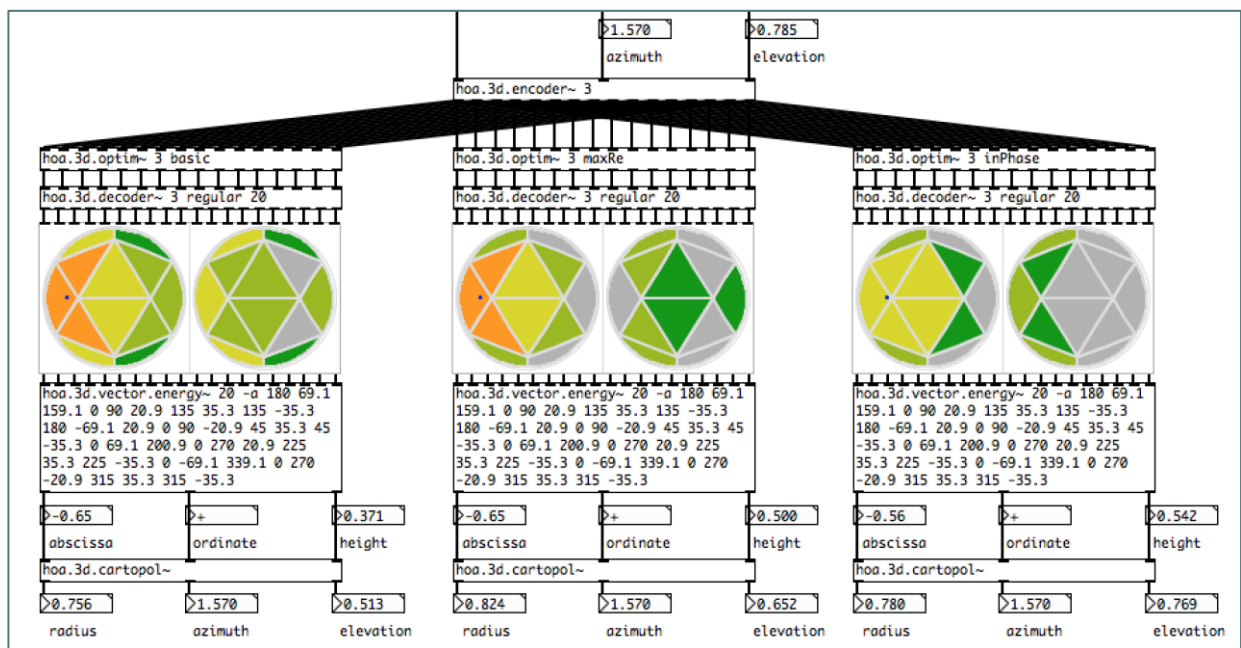 1.570 0.785
azimuth elevation
hoa.3d.encoder~ 3
hoa.3d.optim~ 3 basic hoa.3d.optim~ 3 maxRe hoa.3d.optim~ 3 inPhase
hoa.3d.decoder~ 3 regular 20 hoa.3d.decoder~ 3 regular 20 hoa.3d.decoder~ 3 regular 20
hoa.3d.vector.energy~ 20 -a 180 69.1
159.1 0 90 20.9 135 35.3 135 -35.3
180 -69.1 20.9 0 90 -20.9 45 35.3 45
-35.3 0 69.1 200.9 0 270 20.9 225
35.3 225 -35.3 0 -69.1 339.1 0 270
-20.9 315 35.3 315 -35.3
hoa.3d.vector.energy~ 20 -a 180 69.1
159.1 0 90 20.9 135 35.3 135 -35.3
180 -69.1 20.9 0 90 -20.9 45 35.3 45
-35.3 0 69.1 200.9 0 270 20.9 225
35.3 225 -35.3 0 -69.1 339.1 0 270
-20.9 315 35.3 315 -35.3
hoa.3d.vector.energy~ 20 -a 180 69.1
159.1 0 90 20.9 135 35.3 135 -35.3
180 -69.1 20.9 0 90 -20.9 45 35.3 45
-35.3 0 69.1 200.9 0 270 20.9 225
35.3 225 -35.3 0 -69.1 339.1 0 270
-20.9 315 35.3 315 -35.3
-0.65 + 0.371 -0.65 + 0.500 -0.56 + 0.542
abscissa ordinate height abscissa ordinate height abscissa ordinate height
hoa.3d.cartopol~ hoa.3d.cartopol~ hoa.3d.cartopol~
0.756 1.570 0.513 0.824 1.570 0.652 0.780 1.570 0.769
radius azimuth elevation radius azimuth elevation radius azimuth elevation